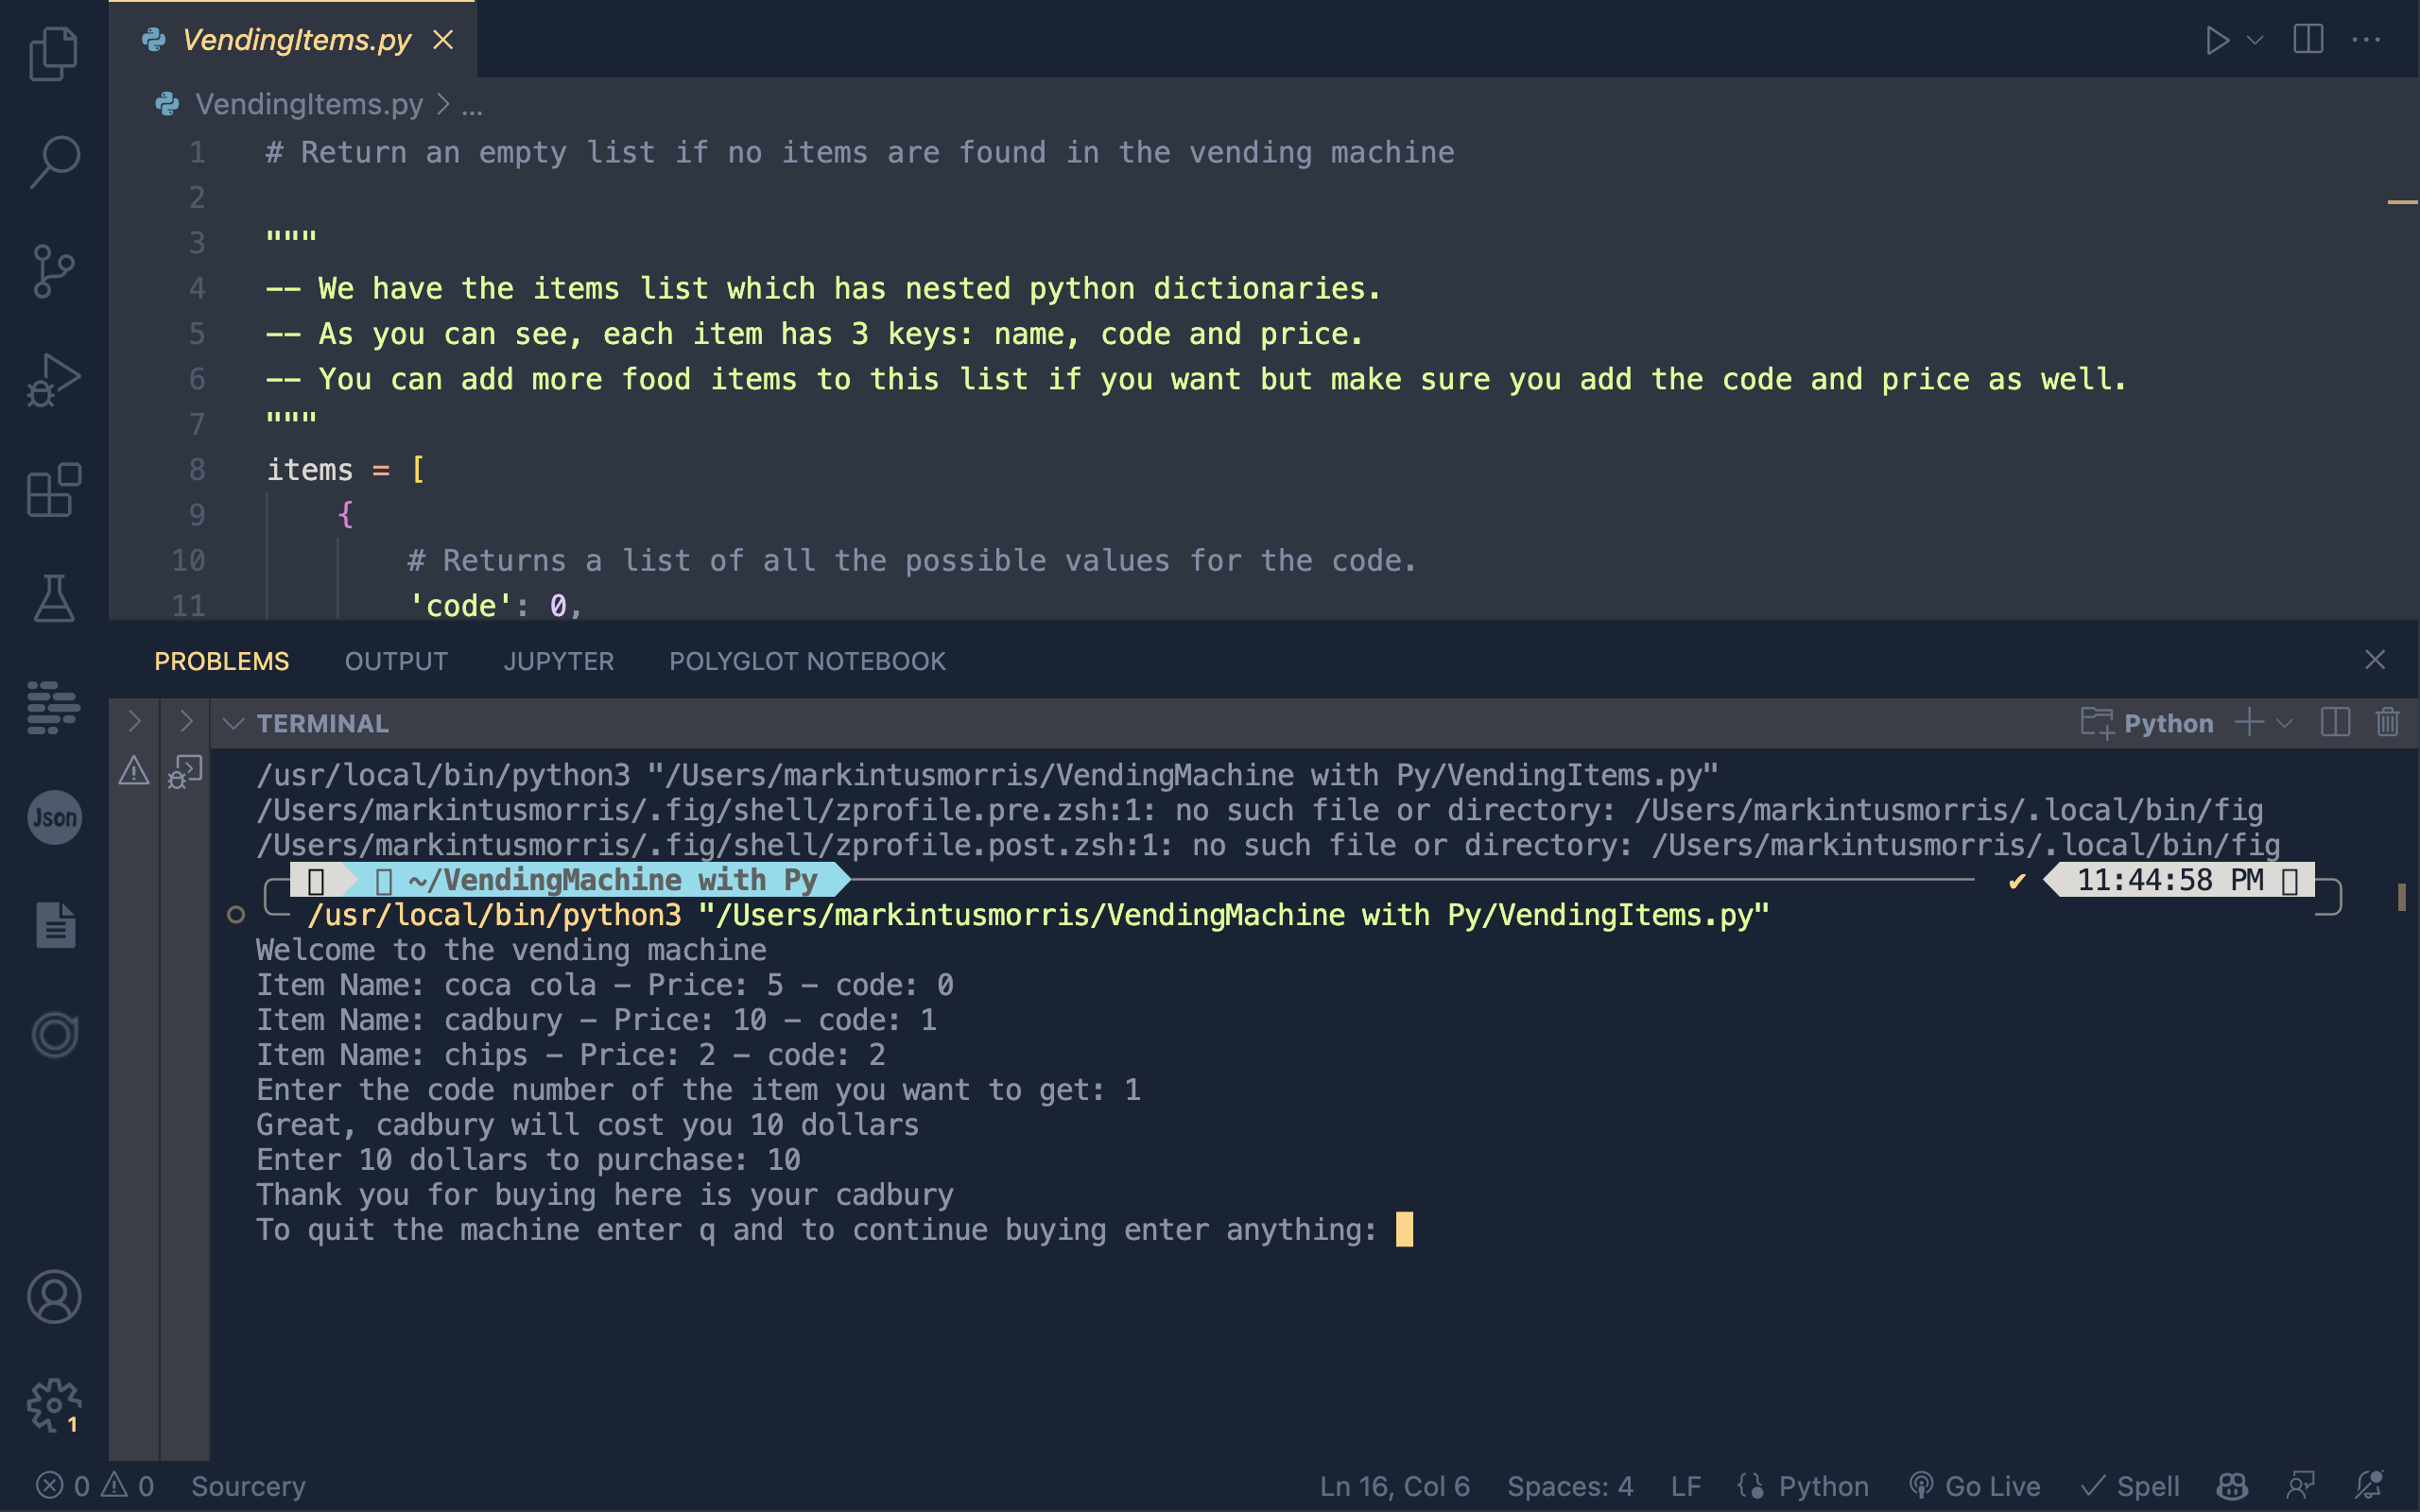 VendingItems.py
VendingItems.py > ...
1 # Return an empty list if no items are found in the vending machine
2
3 """
4 -- We have the items list which has nested python dictionaries.
5 -- As you can see, each item has 3 keys: name, code and price.
6 -- You can add more food items to this list if you want but make sure you add the code and price as well.
7 """
8 items = [
9 {
10 # Returns a list of all the possible values for the code.
11 'code': 0,
PROBLEMS OUTPUT JUPYTER POLYGLOT NOTEBOOK
TERMINAL Python
/usr/local/bin/python3 "/Users/markintusmorris/VendingMachine with Py/VendingItems.py"
/Users/markintusmorris/.fig/shell/zprofile.pre.zsh:1: no such file or directory: /Users/markintusmorris/.local/bin/fig
/Users/markintusmorris/.fig/shell/zprofile.post.zsh:1: no such file or directory: /Users/markintusmorris/.local/bin/fig
~/VendingMachine with Py ✔ 11:44:58 PM
/usr/local/bin/python3 "/Users/markintusmorris/VendingMachine with Py/VendingItems.py"
Welcome to the vending machine
Item Name: coca cola – Price: 5 – code: 0
Item Name: cadbury – Price: 10 – code: 1
Item Name: chips – Price: 2 – code: 2
Enter the code number of the item you want to get: 1
Great, cadbury will cost you 10 dollars
Enter 10 dollars to purchase: 10
Thank you for buying here is your cadbury
To quit the machine enter q and to continue buying enter anything:
Json
1
0 0 Sourcery Ln 16, Col 6 Spaces: 4 LF Python Go Live Spell